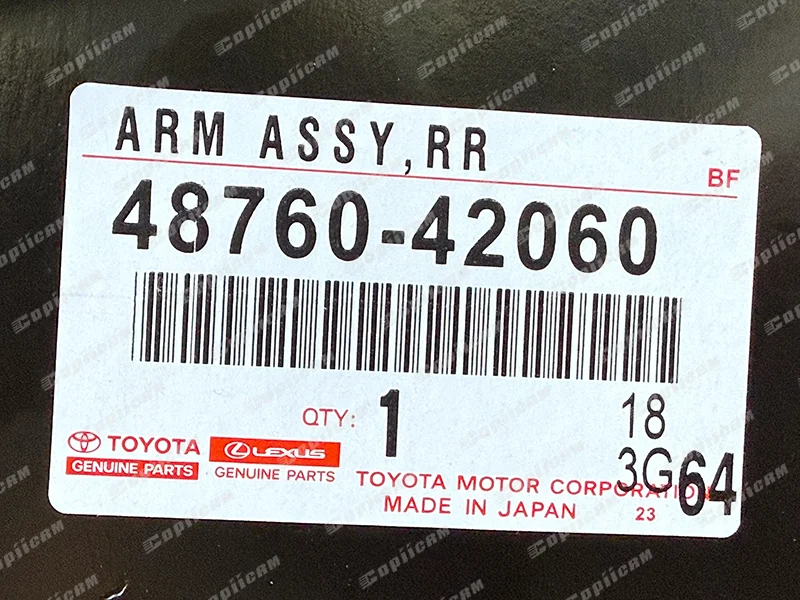 ARM ASSY,RR
BF
48760-42060
QTY: 1
18
TOYOTA
GENUINE PARTS
LEXUS
GENUINE PARTS
3G64
TOYOTA MOTOR CORPORATION
MADE IN JAPAN
23
Copiicam